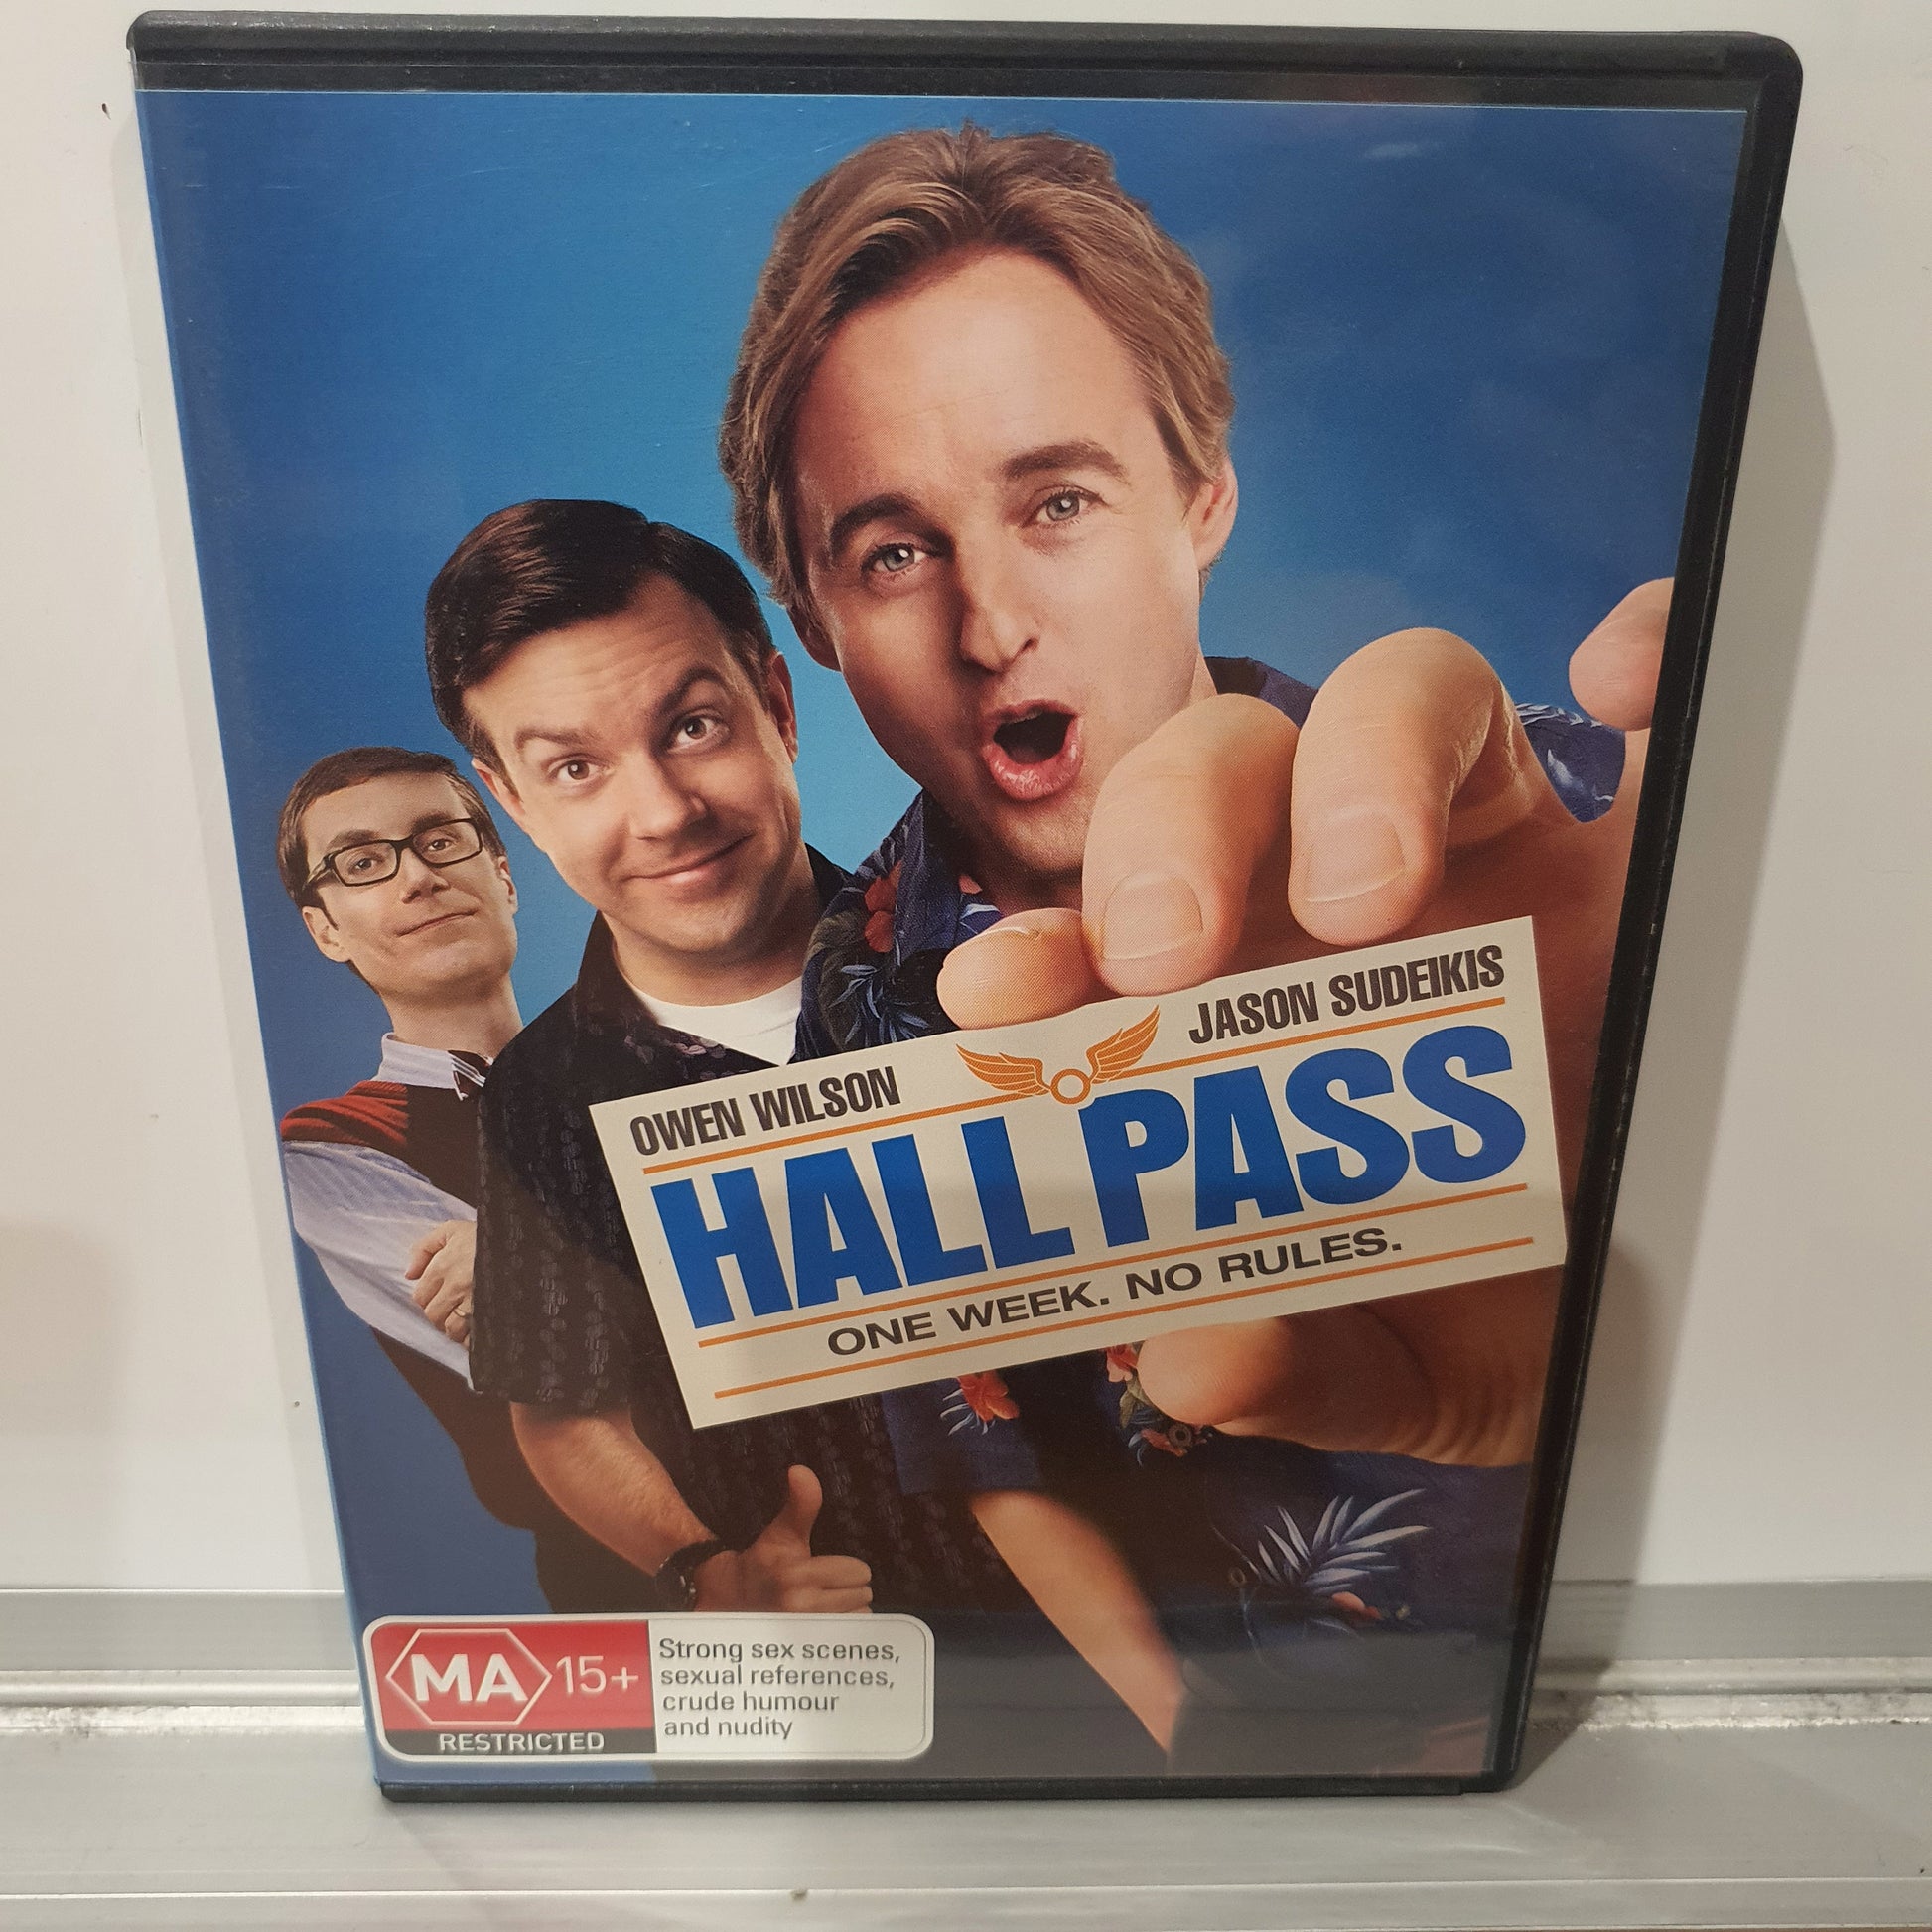 OWEN WILSON
JASON SUDEIKIS
HALL PASS
ONE WEEK. NO RULES.
MA 15+
RESTRICTED
Strong sex scenes,
sexual references,
crude humour
and nudity